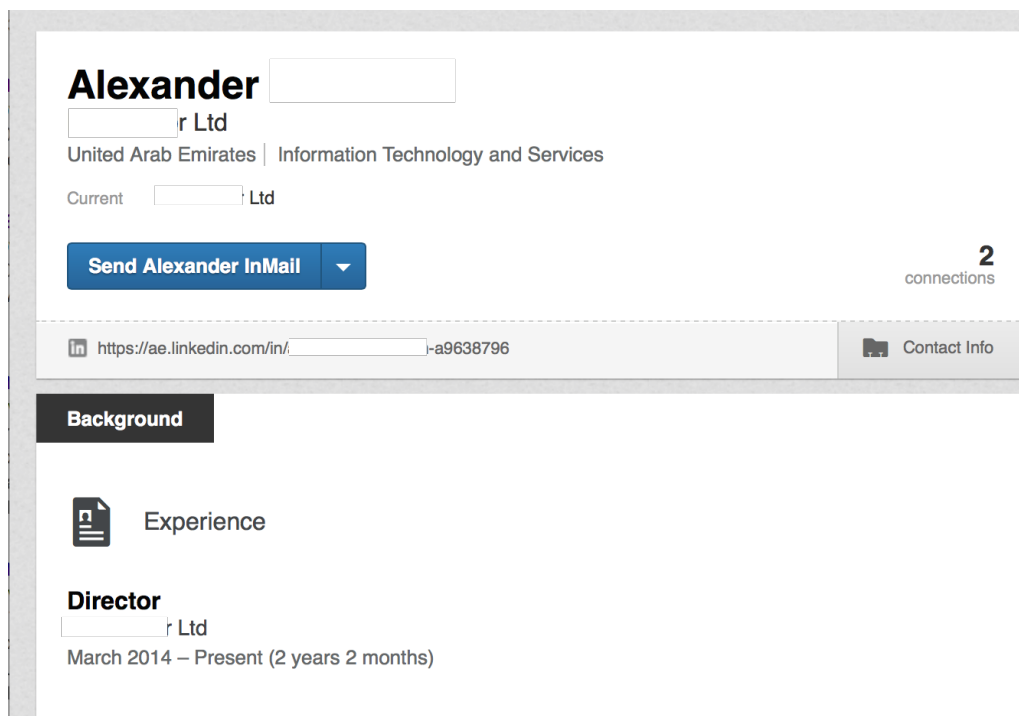 Alexander
r Ltd
United Arab Emirates | Information Technology and Services
Current Ltd
Send Alexander InMail
2
connections
https://ae.linkedin.com/in/ -a9638796
Contact Info
Background
Experience
Director
r Ltd
March 2014 – Present (2 years 2 months)